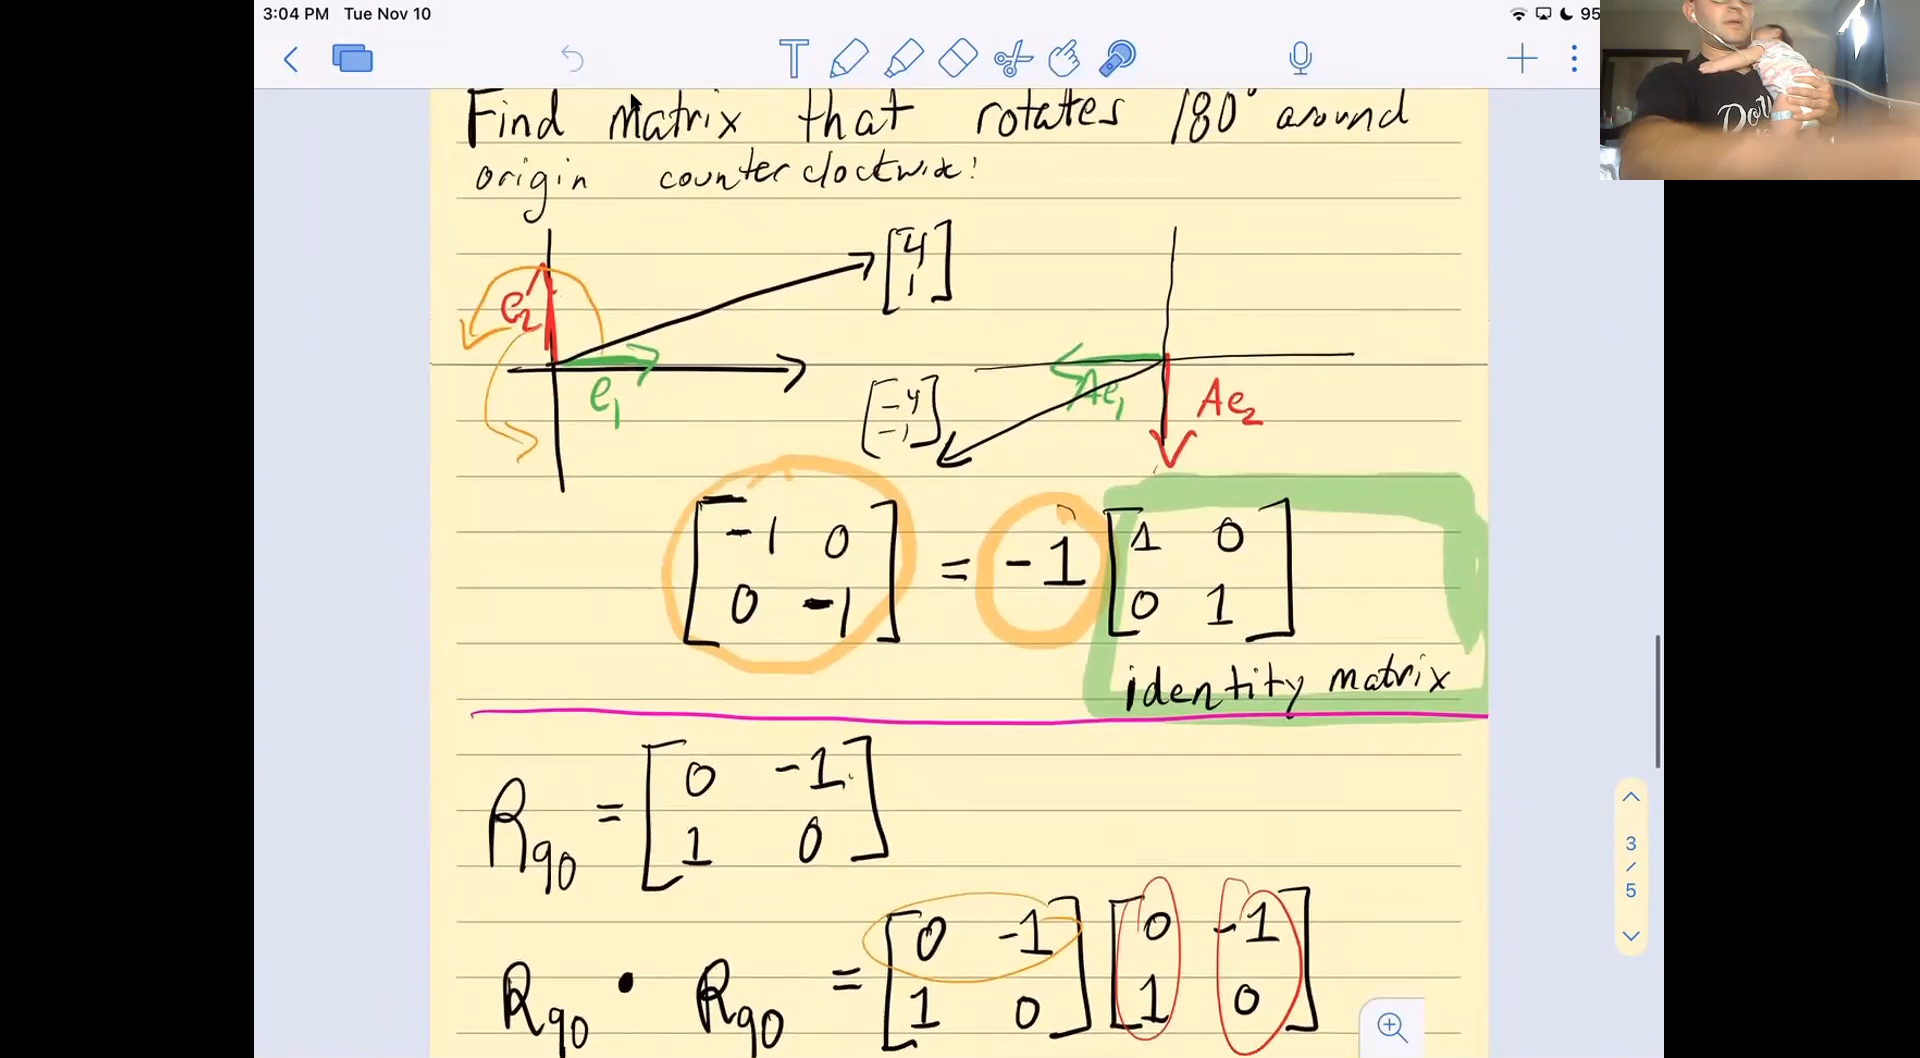 3:04 PM Tue Nov 10
95
T
Find matrix that rotates 180° around
origin counterclockwise!
[4
1]
e2
e1
[-4
-1]
Ae1
Ae2
[-1 0
0 -1] = -1 [1 0
0 1]
identity matrix
R90 = [0 -1
1 0]
R90 • R90 = [0 -1
1 0] [0 -1
1 0]
3
/
5